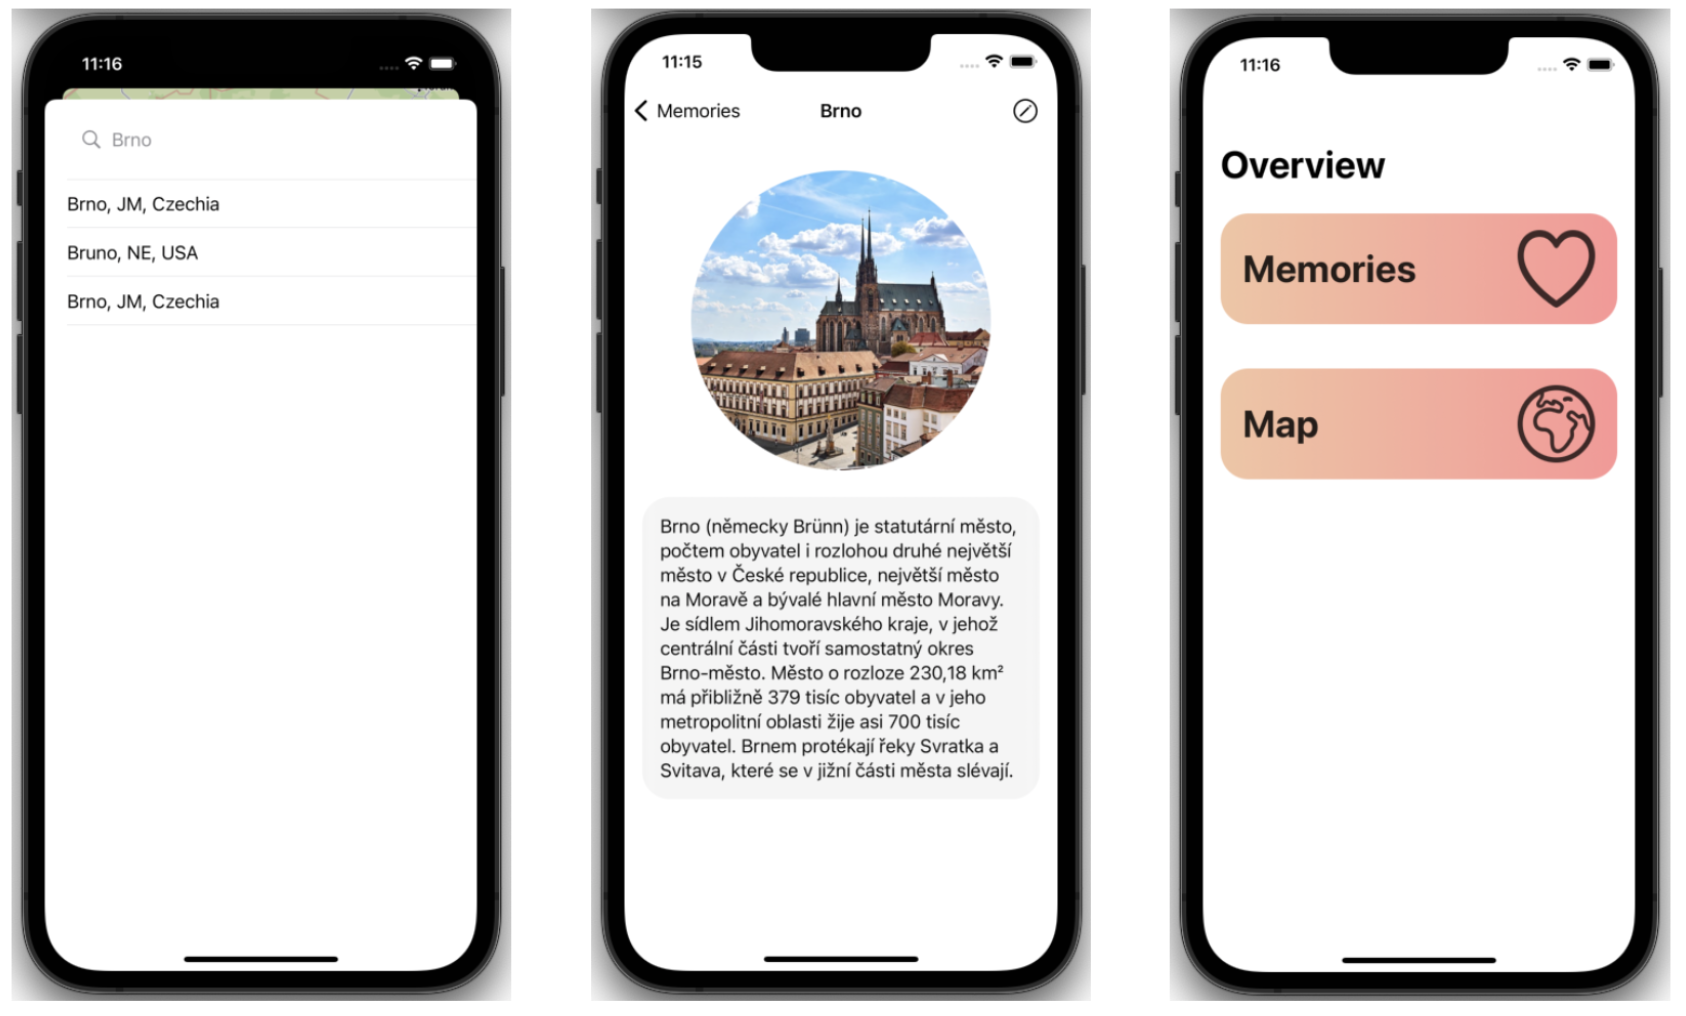 11:16
Brno
Brno, JM, Czechia
Bruno, NE, USA
Brno, JM, Czechia
11:15
Memories
Brno
Brno (německy Brünn) je statutární město,
počtem obyvatel i rozlohou druhé největší
město v České republice, největší město
na Moravě a bývalé hlavní město Moravy.
Je sídlem Jihomoravského kraje, v jehož
centrální části tvoří samostatný okres
Brno-město. Město o rozloze 230,18 km²
má přibližně 379 tisíc obyvatel a v jeho
metropolitní oblasti žije asi 700 tisíc
obyvatel. Brnem protékají řeky Svratka a
Svitava, které se v jižní části města slévají.
11:16
Overview
Memories
Map